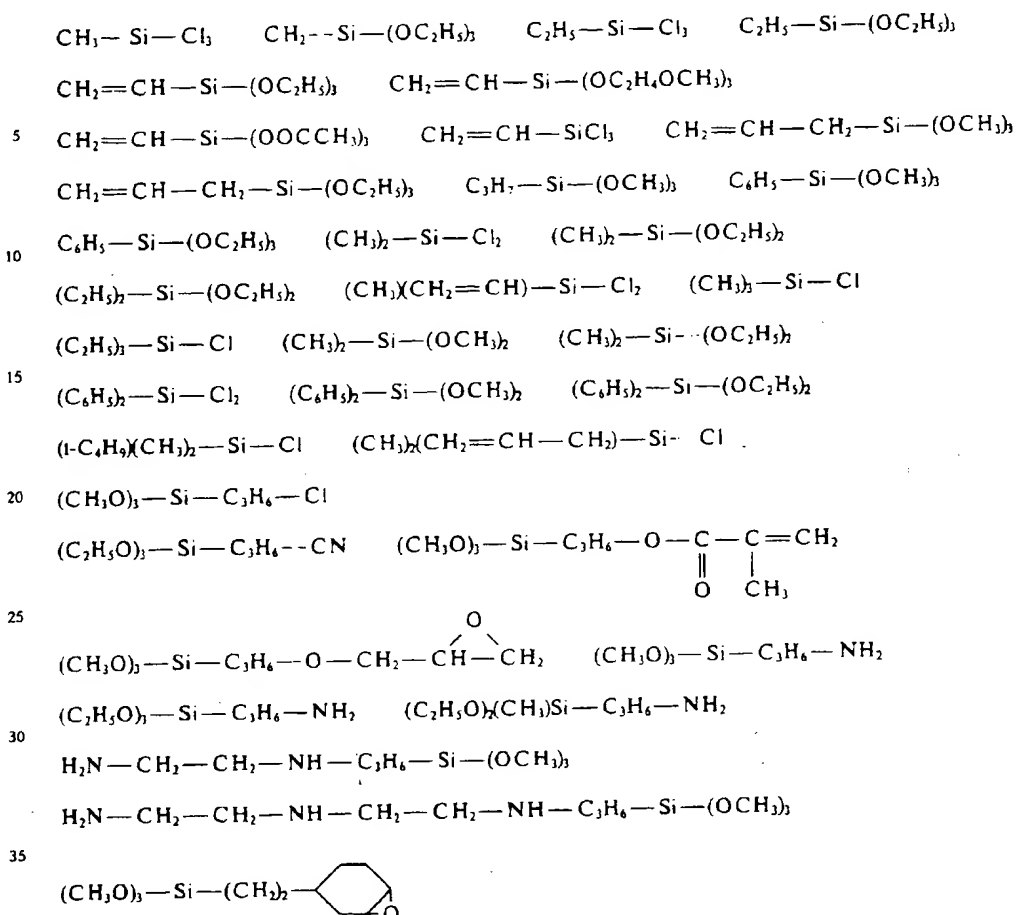 CH₃—Si—Cl₃ CH₂--Si—(OC₂H₅)₃ C₂H₅—Si—Cl₃ C₂H₅—Si—(OC₂H₅)₃
CH₂=CH—Si—(OC₂H₅)₃ CH₂=CH—Si—(OC₂H₄OCH₃)₃
5 CH₂=CH—Si—(OOCCH₃)₃ CH₂=CH—SiCl₃ CH₂=CH—CH₂—Si—(OCH₃)₃
CH₂=CH—CH₂—Si—(OC₂H₅)₃ C₃H₇—Si—(OCH₃)₃ C₆H₅—Si—(OCH₃)₃
C₆H₅—Si—(OC₂H₅)₃ (CH₃)₂—Si—Cl₂ (CH₃)₂—Si—(OC₂H₅)₂
10
(C₂H₅)₂—Si—(OC₂H₅)₂ (CH₃)(CH₂=CH)—Si—Cl₂ (CH₃)₃—Si—Cl
(C₂H₅)₃—Si—Cl (CH₃)₂—Si—(OCH₃)₂ (CH₃)₂—Si--(OC₂H₅)₂
15
(C₆H₅)₂—Si—Cl₂ (C₆H₅)₂—Si—(OCH₃)₂ (C₆H₅)₂—Si—(OC₂H₅)₂
(1-C₄H₉)(CH₃)₂—Si—Cl (CH₃)₂(CH₂=CH—CH₂)—Si- Cl
20 (CH₃O)₃—Si—C₃H₆—Cl
(C₂H₅O)₃—Si—C₃H₆--CN (CH₃O)₃—Si—C₃H₆—O—C—C=CH₂
O CH₃
25
O
(CH₃O)₃—Si—C₃H₆—O—CH₂—CH—CH₂ (CH₃O)₃—Si—C₃H₆—NH₂
(C₂H₅O)₃—Si—C₃H₆—NH₂ (C₂H₅O)₂(CH₃)Si—C₃H₆—NH₂
30
H₂N—CH₂—CH₂—NH—C₃H₆—Si—(OCH₃)₃
H₂N—CH₂—CH₂—NH—CH₂—CH₂—NH—C₃H₆—Si—(OCH₃)₃
35
(CH₃O)₃—Si—(CH₂)₂—
O